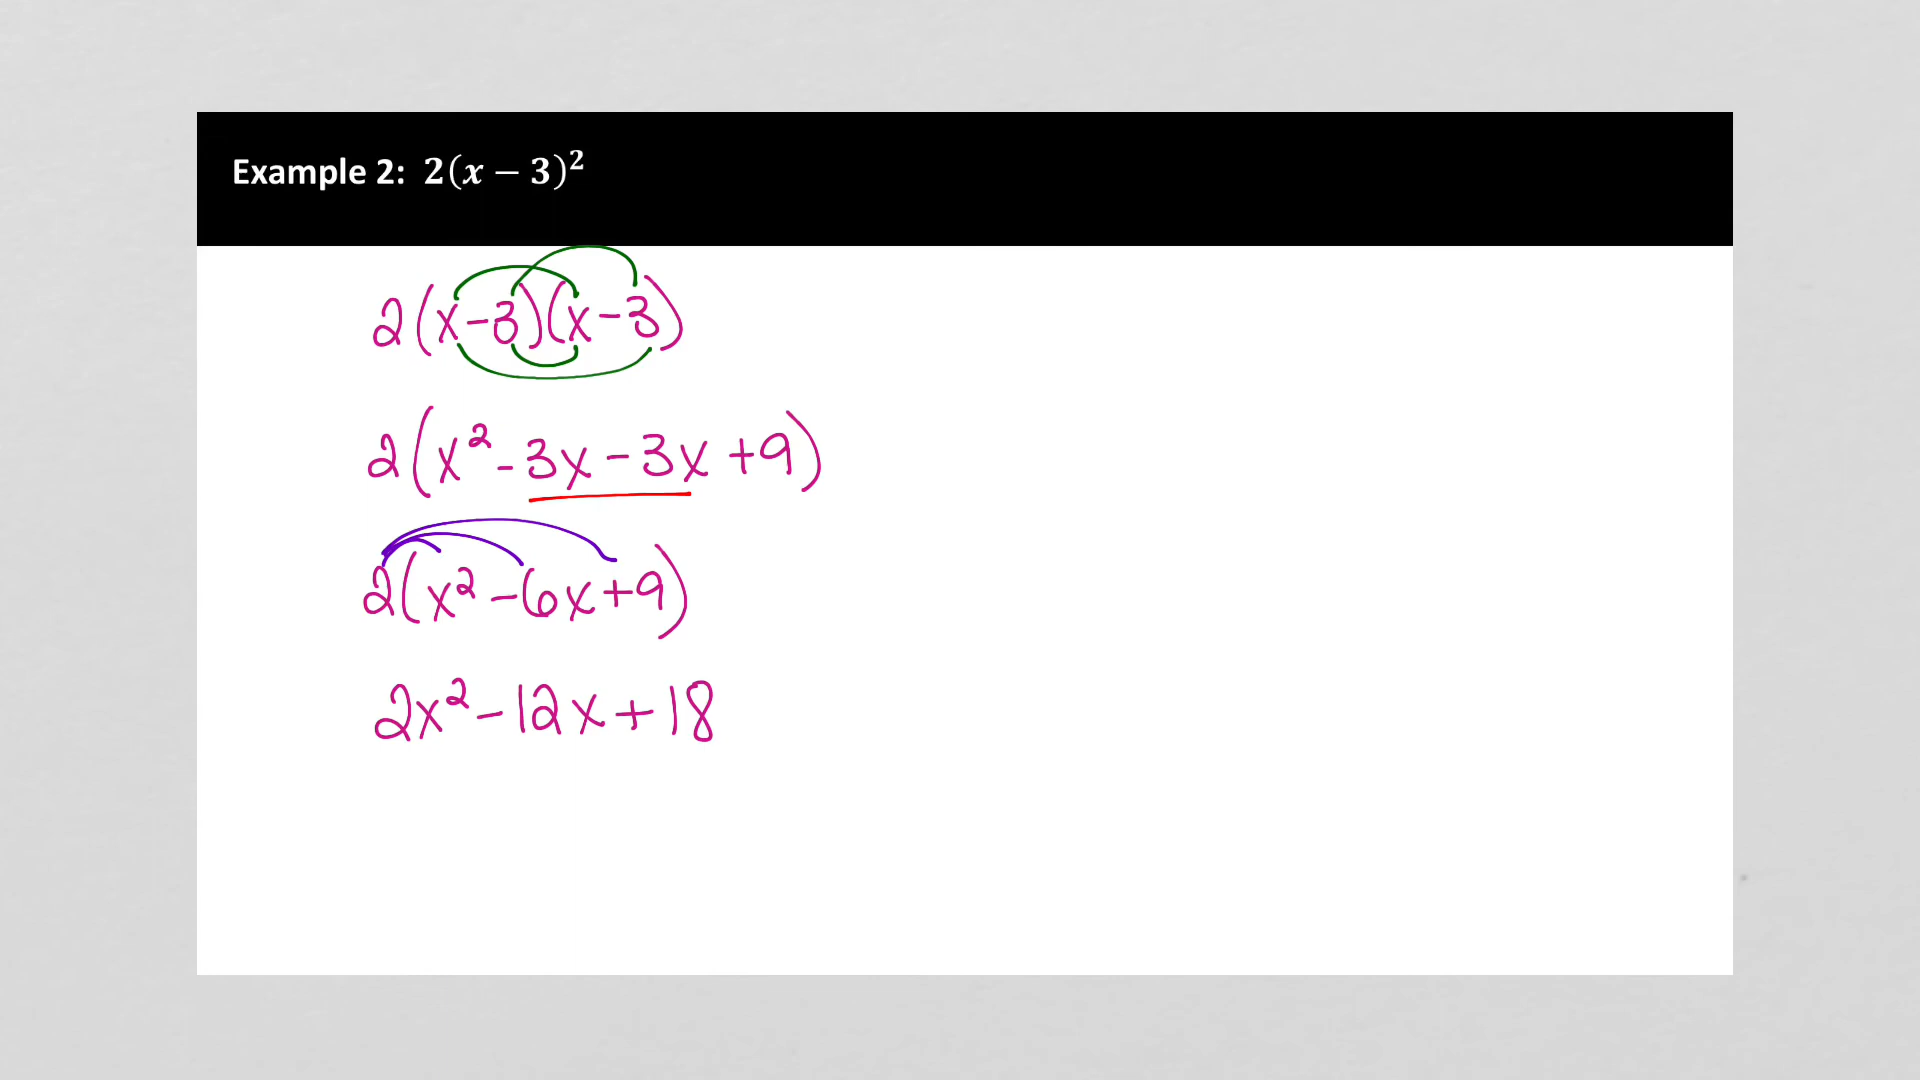 Example 2: 2(x − 3)²
2(x-3)(x-3)
2(x²-3x-3x+9)
2(x²-6x+9)
2x²-12x+18